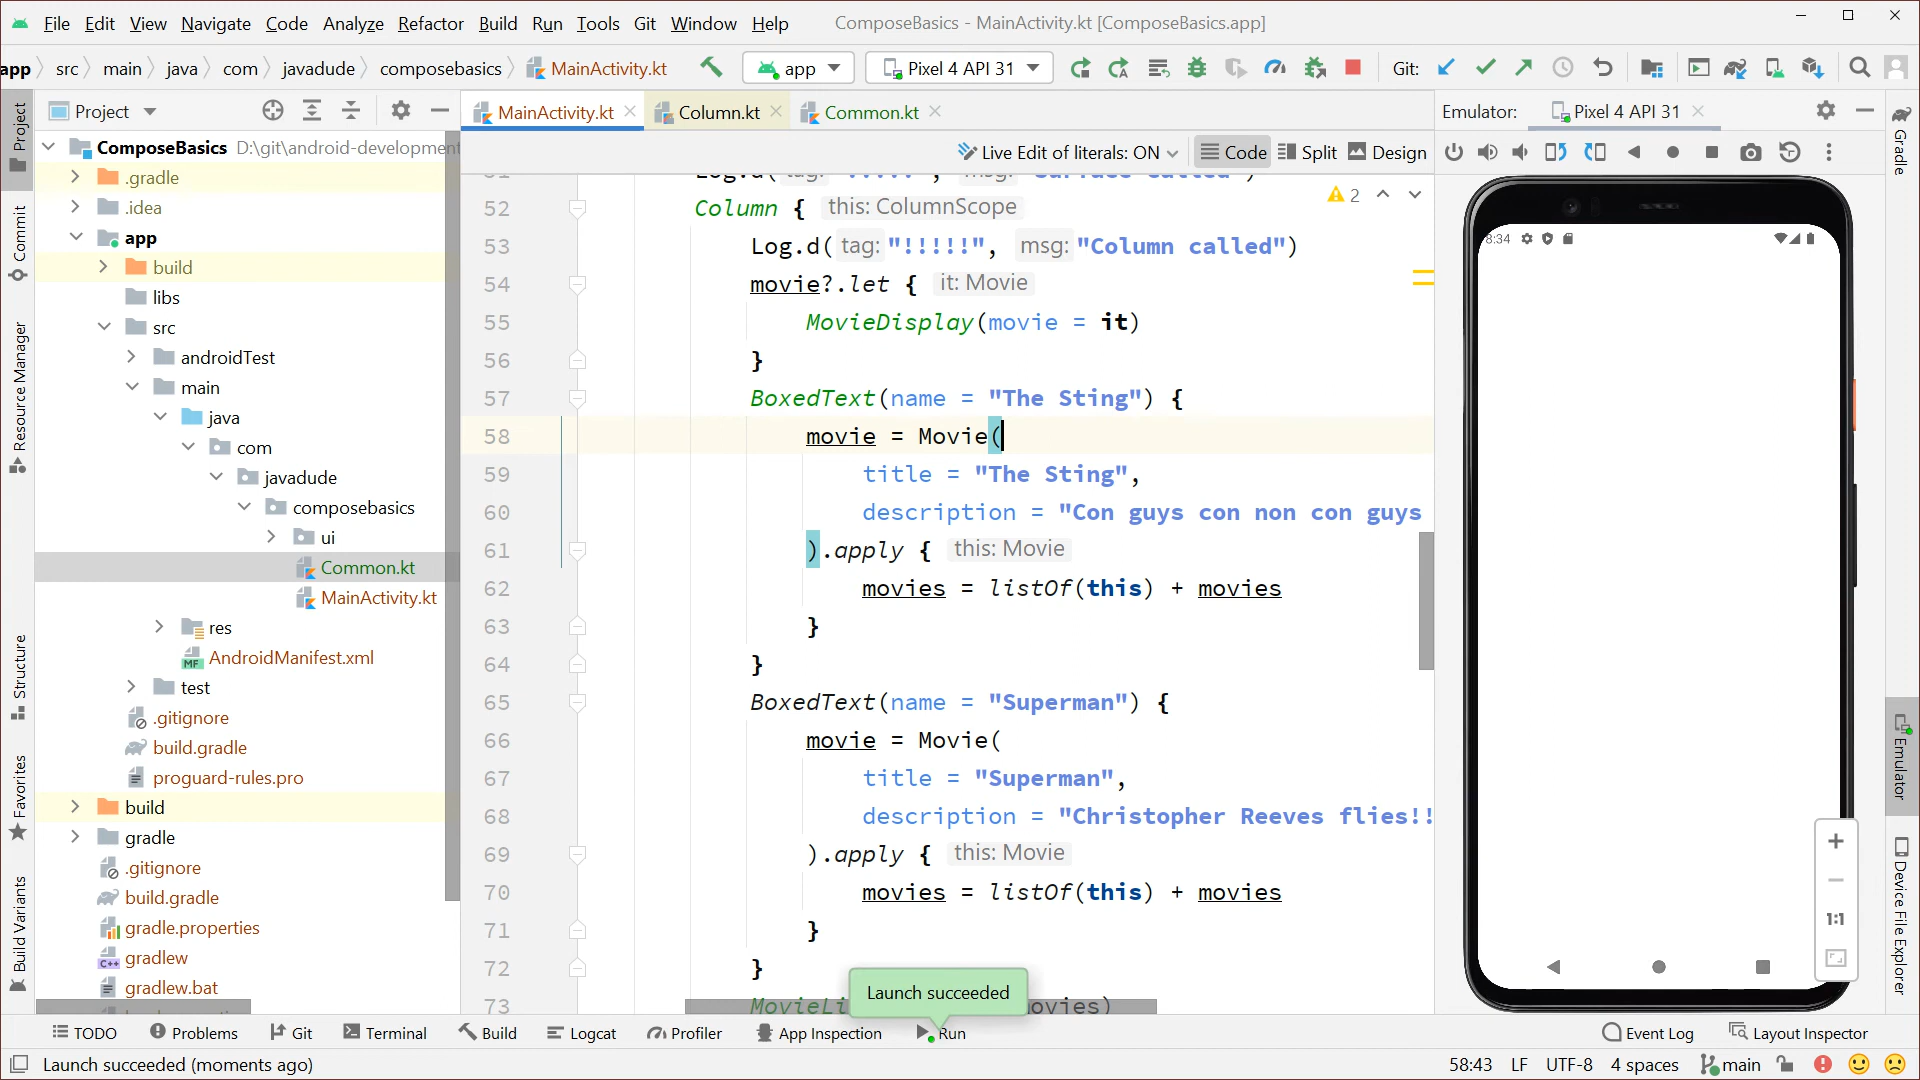 File Edit View Navigate Code Analyze Refactor Build Run Tools Git Window Help ComposeBasics - MainActivity.kt [ComposeBasics.app]
app src main java com javadude composebasics MainActivity.kt app Pixel 4 API 31 Git:
Project MainActivity.kt Column.kt Common.kt Emulator: Pixel 4 API 31
Live Edit of literals: ON Code Split Design
ComposeBasics D:\git\android-development
.gradle
.idea
app
build
libs
src
androidTest
main
java
com
javadude
composebasics
ui
Common.kt
MainActivity.kt
res
AndroidManifest.xml
test
.gitignore
build.gradle
proguard-rules.pro
build
gradle
.gitignore
build.gradle
gradle.properties
gradlew
gradlew.bat
2
52 Column { this: ColumnScope
53 Log.d( tag: "!!!!!", msg: "Column called")
54 movie?.let { it: Movie
55 MovieDisplay(movie = it)
56 }
57 BoxedText(name = "The Sting") {
58 movie = Movie(
59 title = "The Sting",
60 description = "Con guys con non con guys
61 ).apply { this: Movie
62 movies = listOf(this) + movies
63 }
64 }
65 BoxedText(name = "Superman") {
66 movie = Movie(
67 title = "Superman",
68 description = "Christopher Reeves flies!!
69 ).apply { this: Movie
70 movies = listOf(this) + movies
71 }
72 }
73
Launch succeeded
8:34
1:1
Project
Commit
Resource Manager
Structure
Favorites
Build Variants
Gradle
Emulator
Device File Explorer
TODO Problems Git Terminal Build Logcat Profiler App Inspection Run Event Log Layout Inspector
Launch succeeded (moments ago) 58:43 LF UTF-8 4 spaces main